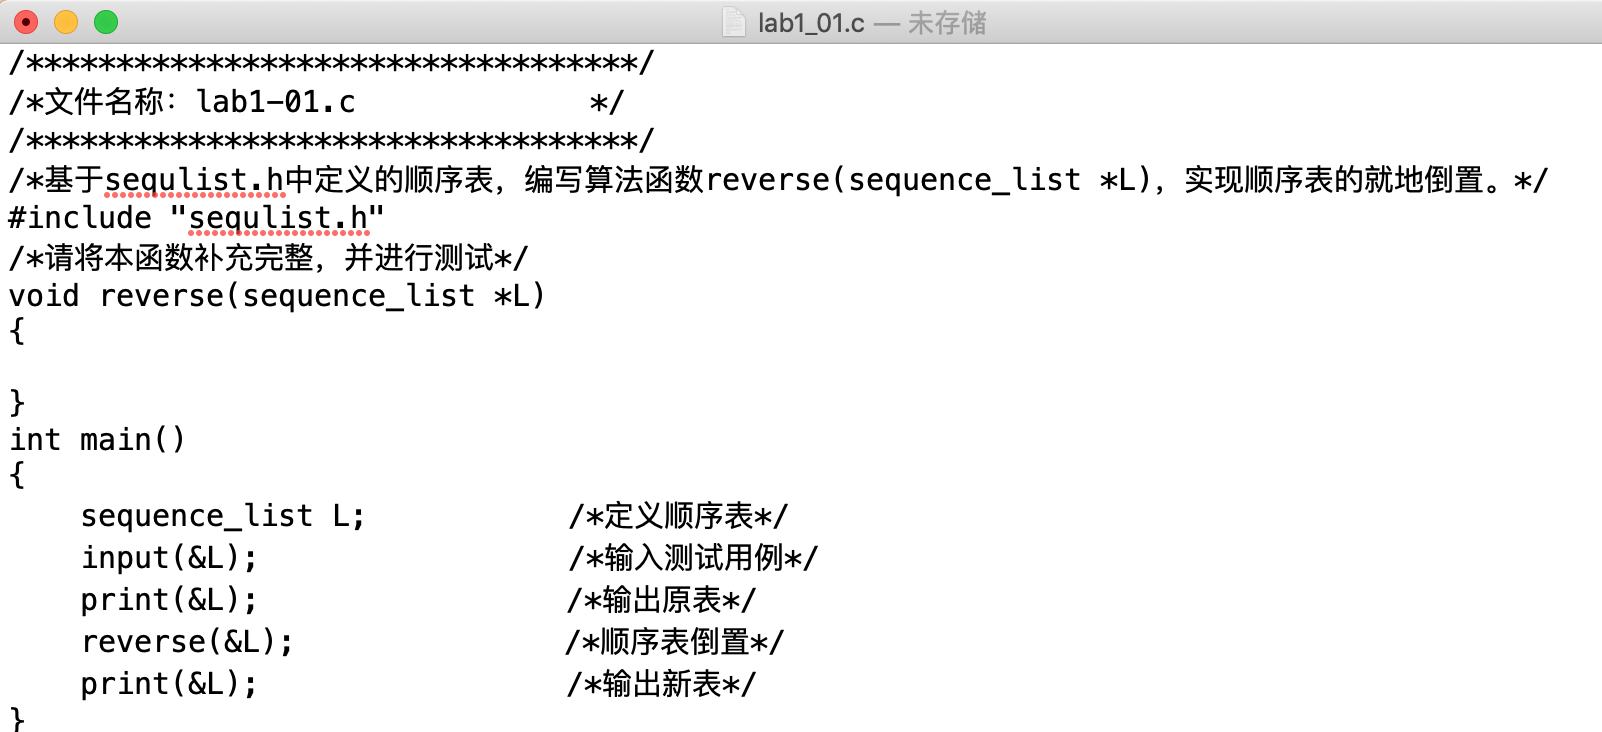 lab1_01.c — 未存储
/**********************************/
/*文件名称：lab1-01.c             */
/**********************************/
/*基于sequlist.h中定义的顺序表，编写算法函数reverse(sequence_list *L)，实现顺序表的就地倒置。*/
#include "sequlist.h"
/*请将本函数补充完整，并进行测试*/
void reverse(sequence_list *L)
{
}
int main()
{
    sequence_list L;           /*定义顺序表*/
    input(&L);                 /*输入测试用例*/
    print(&L);                 /*输出原表*/
    reverse(&L);               /*顺序表倒置*/
    print(&L);                 /*输出新表*/
}